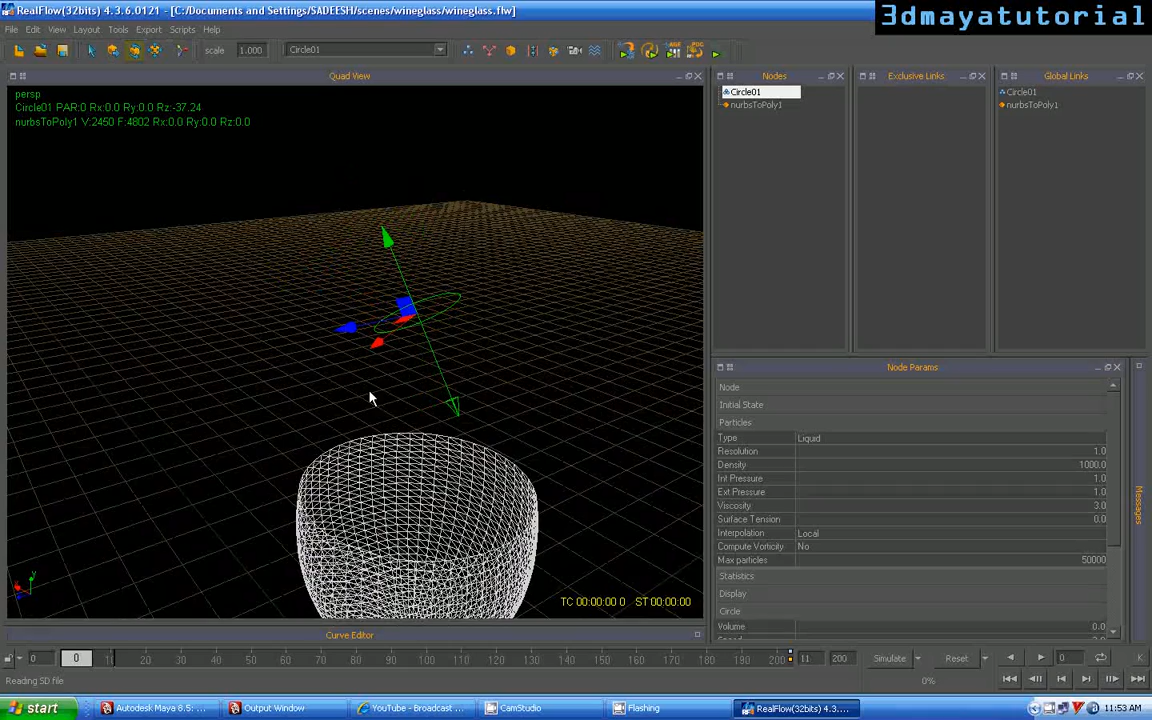 RealFlow(32bits) 4.3.6.0121 - [C:/Documents and Settings/SADEESH/scenes/wineglass/wineglass.flw]
3dmayatutorial
File Edit View Layout Tools Export Scripts Help
scale 1.000 Circle01
Quad View
Nodes
Exclusive Links
Global Links
persp
Circle01 PAR:0 Rx:0.0 Ry:0.0 Rz:-37.24
nurbsToPoly1 V:2450 F:4802 Rx:0.0 Ry:0.0 Rz:0.0
Circle01
nurbsToPoly1
Circle01
nurbsToPoly1
Node Params
Node
Initial State
Particles
Type Liquid
Resolution 1.0
Density 1000.0
Int Pressure 1.0
Ext Pressure 1.0
Viscosity 3.0
Surface Tension 0.0
Interpolation Local
Compute Vorticity No
Max particles 50000
Statistics
Display
Circle
Volume 0.0
Messages
TC 00:00:00 0 ST 00:00:00
Curve Editor
0 0 10 20 30 40 50 60 70 80 90 100 110 120 130 140 150 160 170 180 190 200 11 200 Simulate Reset 0 K
Reading SD file
0%
start Autodesk Maya 8.5: ... Output Window YouTube - Broadcast ... CamStudio Flashing RealFlow(32bits) 4.3.... 11:53 AM